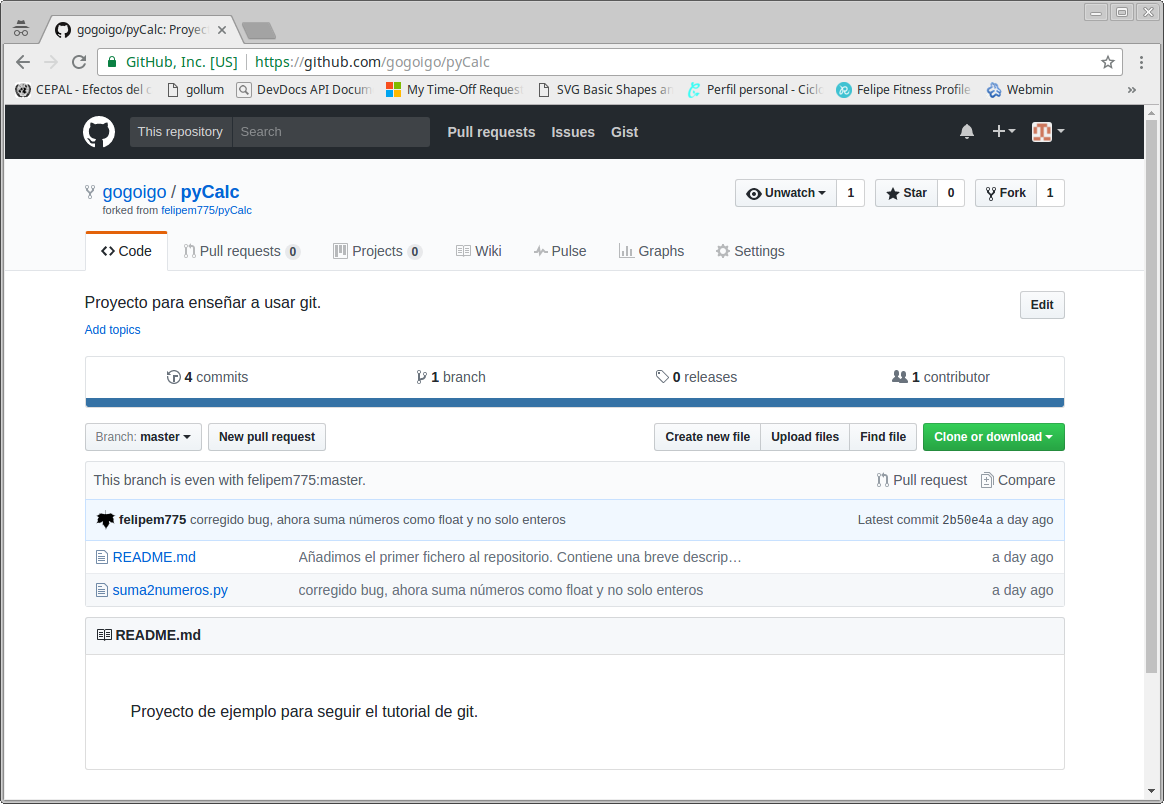 gogoigo/pyCalc: Proyec
GitHub, Inc. [US] https://github.com/gogoigo/pyCalc
CEPAL - Efectos del c gollum DevDocs API Docum My Time-Off Request SVG Basic Shapes an Perfil personal - Ciclo Felipe Fitness Profile Webmin »
This repository Search Pull requests Issues Gist
gogoigo / pyCalc Unwatch 1 Star 0 Fork 1
forked from felipem775/pyCalc
Code Pull requests 0 Projects 0 Wiki Pulse Graphs Settings
Proyecto para enseñar a usar git. Edit
Add topics
4 commits 1 branch 0 releases 1 contributor
Branch: master New pull request Create new file Upload files Find file Clone or download
This branch is even with felipem775:master. Pull request Compare
felipem775 corregido bug, ahora suma números como float y no solo enteros Latest commit 2b50e4a a day ago
README.md Añadimos el primer fichero al repositorio. Contiene una breve descrip… a day ago
suma2numeros.py corregido bug, ahora suma números como float y no solo enteros a day ago
README.md
Proyecto de ejemplo para seguir el tutorial de git.